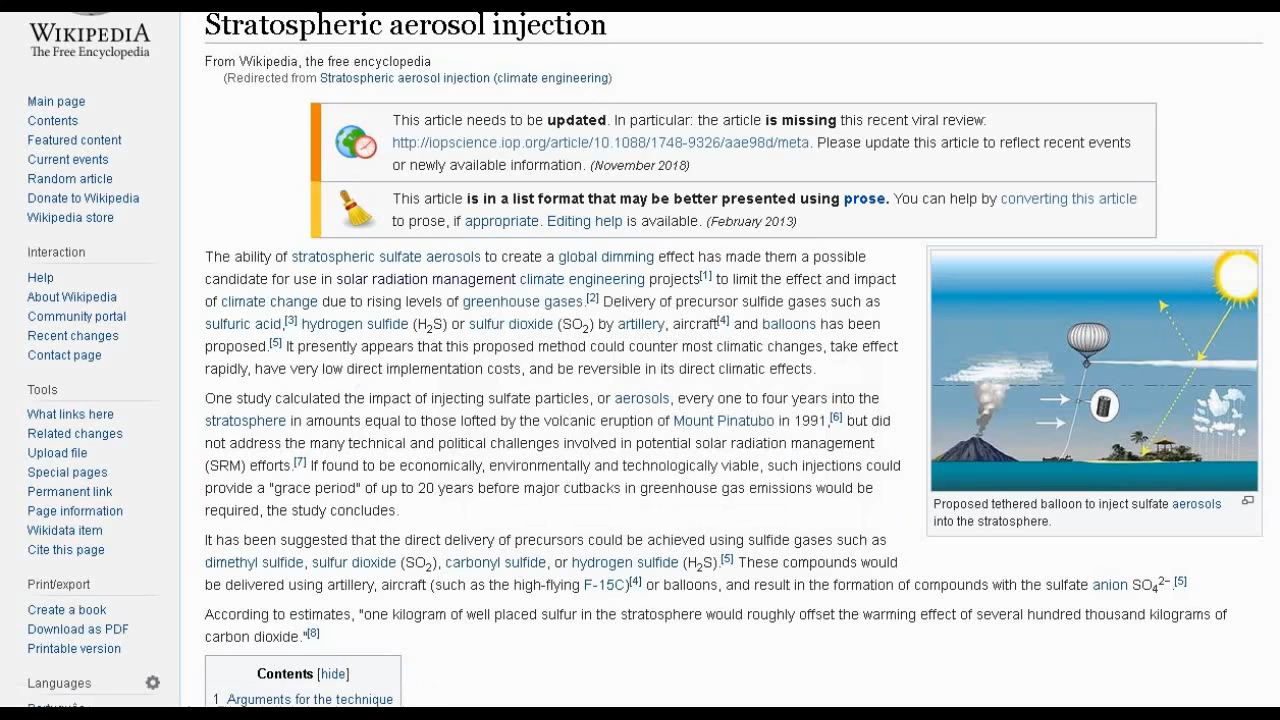 Stratospheric aerosol injection
WIKIPEDIA
The Free Encyclopedia
Main page
Contents
Featured content
Current events
Random article
Donate to Wikipedia
Wikipedia store
Interaction
Help
About Wikipedia
Community portal
Recent changes
Contact page
Tools
What links here
Related changes
Upload file
Special pages
Permanent link
Page information
Wikidata item
Cite this page
Print/export
Create a book
Download as PDF
Printable version
Languages
From Wikipedia, the free encyclopedia
(Redirected from Stratospheric aerosol injection (climate engineering)
This article needs to be updated. In particular: the article is missing this recent viral review:
http://iopscience.iop.org/article/10.1088/1748-9326/aae98d/meta. Please update this article to reflect recent events
or newly available information. (November 2018)
This article is in a list format that may be better presented using prose. You can help by converting this article
to prose, if appropriate. Editing help is available. (February 2013)
The ability of stratospheric sulfate aerosols to create a global dimming effect has made them a possible
candidate for use in solar radiation management climate engineering projects[1] to limit the effect and impact
of climate change due to rising levels of greenhouse gases.[2] Delivery of precursor sulfide gases such as
sulfuric acid,[3] hydrogen sulfide (H2S) or sulfur dioxide (SO2) by artillery, aircraft[4] and balloons has been
proposed.[5] It presently appears that this proposed method could counter most climatic changes, take effect
rapidly, have very low direct implementation costs, and be reversible in its direct climatic effects.
One study calculated the impact of injecting sulfate particles, or aerosols, every one to four years into the
stratosphere in amounts equal to those lofted by the volcanic eruption of Mount Pinatubo in 1991,[6] but did
not address the many technical and political challenges involved in potential solar radiation management
(SRM) efforts.[7] If found to be economically, environmentally and technologically viable, such injections could
provide a "grace period" of up to 20 years before major cutbacks in greenhouse gas emissions would be
required, the study concludes.
It has been suggested that the direct delivery of precursors could be achieved using sulfide gases such as
dimethyl sulfide, sulfur dioxide (SO2), carbonyl sulfide, or hydrogen sulfide (H2S).[5] These compounds would
be delivered using artillery, aircraft (such as the high-flying F-15C)[4] or balloons, and result in the formation of compounds with the sulfate anion SO4²⁻.[5]
According to estimates, "one kilogram of well placed sulfur in the stratosphere would roughly offset the warming effect of several hundred thousand kilograms of
carbon dioxide."[8]
Proposed tethered balloon to inject sulfate aerosols
into the stratosphere.
Contents [hide]
1 Arguments for the technique